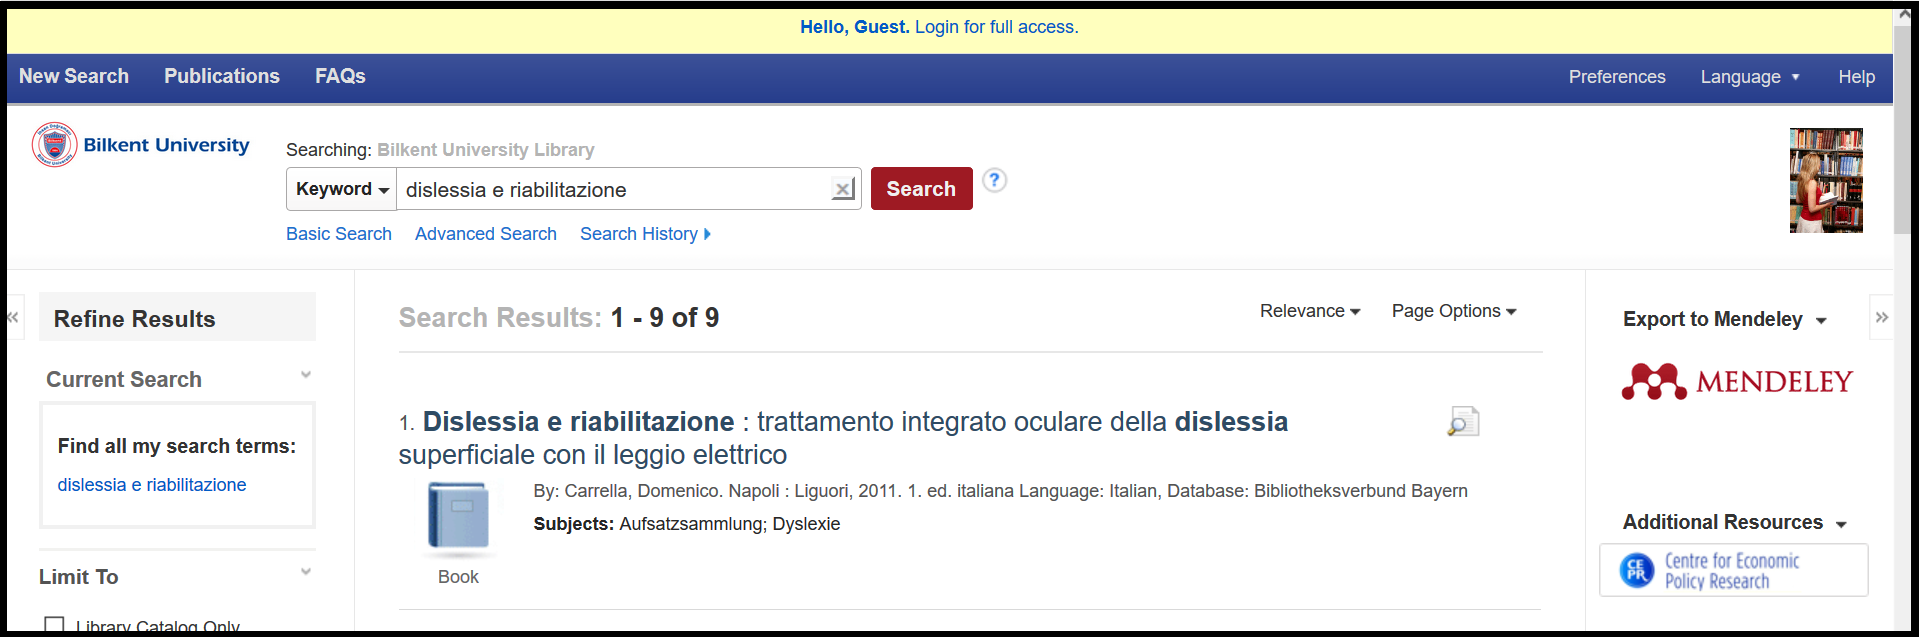 Hello, Guest. Login for full access.
New Search Publications FAQs Preferences Language Help
Bilkent University
Searching: Bilkent University Library
Keyword dislessia e riabilitazione Search ?
Basic Search Advanced Search Search History
Refine Results
Current Search
Find all my search terms:
dislessia e riabilitazione
Limit To
Library Catalog Only
Search Results: 1 - 9 of 9 Relevance Page Options
1. Dislessia e riabilitazione : trattamento integrato oculare della dislessia
superficiale con il leggio elettrico
By: Carrella, Domenico. Napoli : Liguori, 2011. 1. ed. italiana Language: Italian, Database: Bibliotheksverbund Bayern
Subjects: Aufsatzsammlung; Dyslexie
Book
Export to Mendeley
MENDELEY
Additional Resources
CEPR Centre for Economic
Policy Research